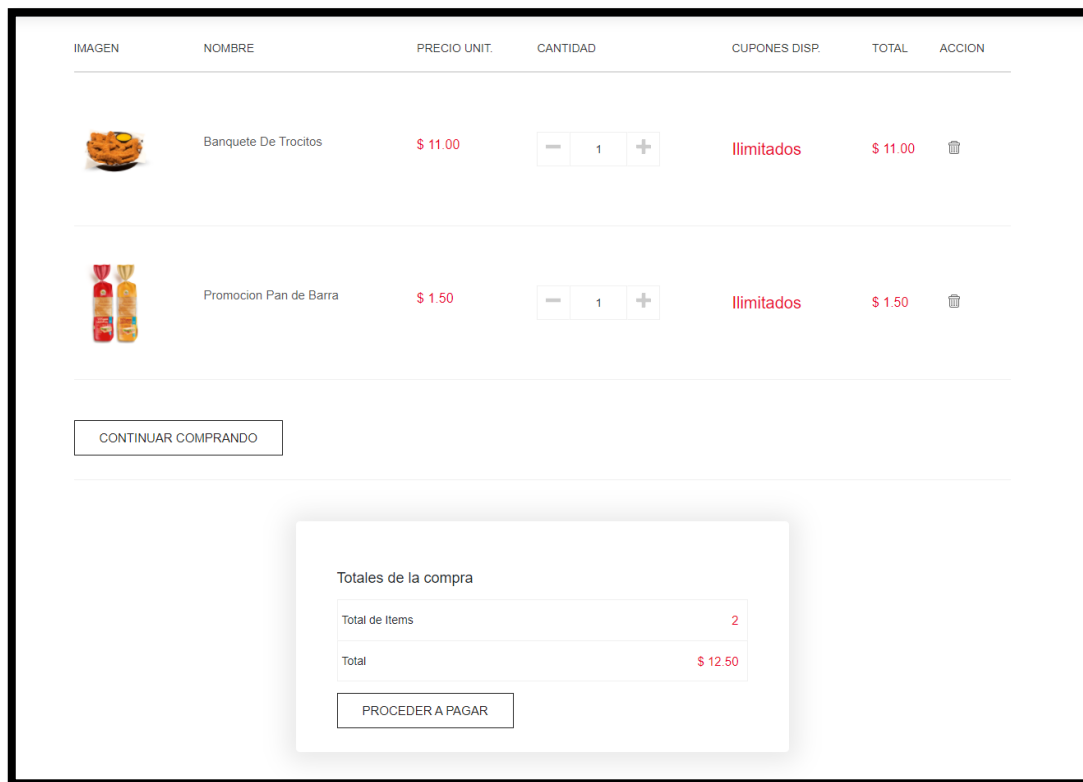 IMAGEN NOMBRE PRECIO UNIT. CANTIDAD CUPONES DISP. TOTAL ACCION
Banquete De Trocitos $ 11.00 1 Ilimitados $ 11.00
Promocion Pan de Barra $ 1.50 1 Ilimitados $ 1.50
CONTINUAR COMPRANDO
Totales de la compra
Total de Items 2
Total $ 12.50
PROCEDER A PAGAR